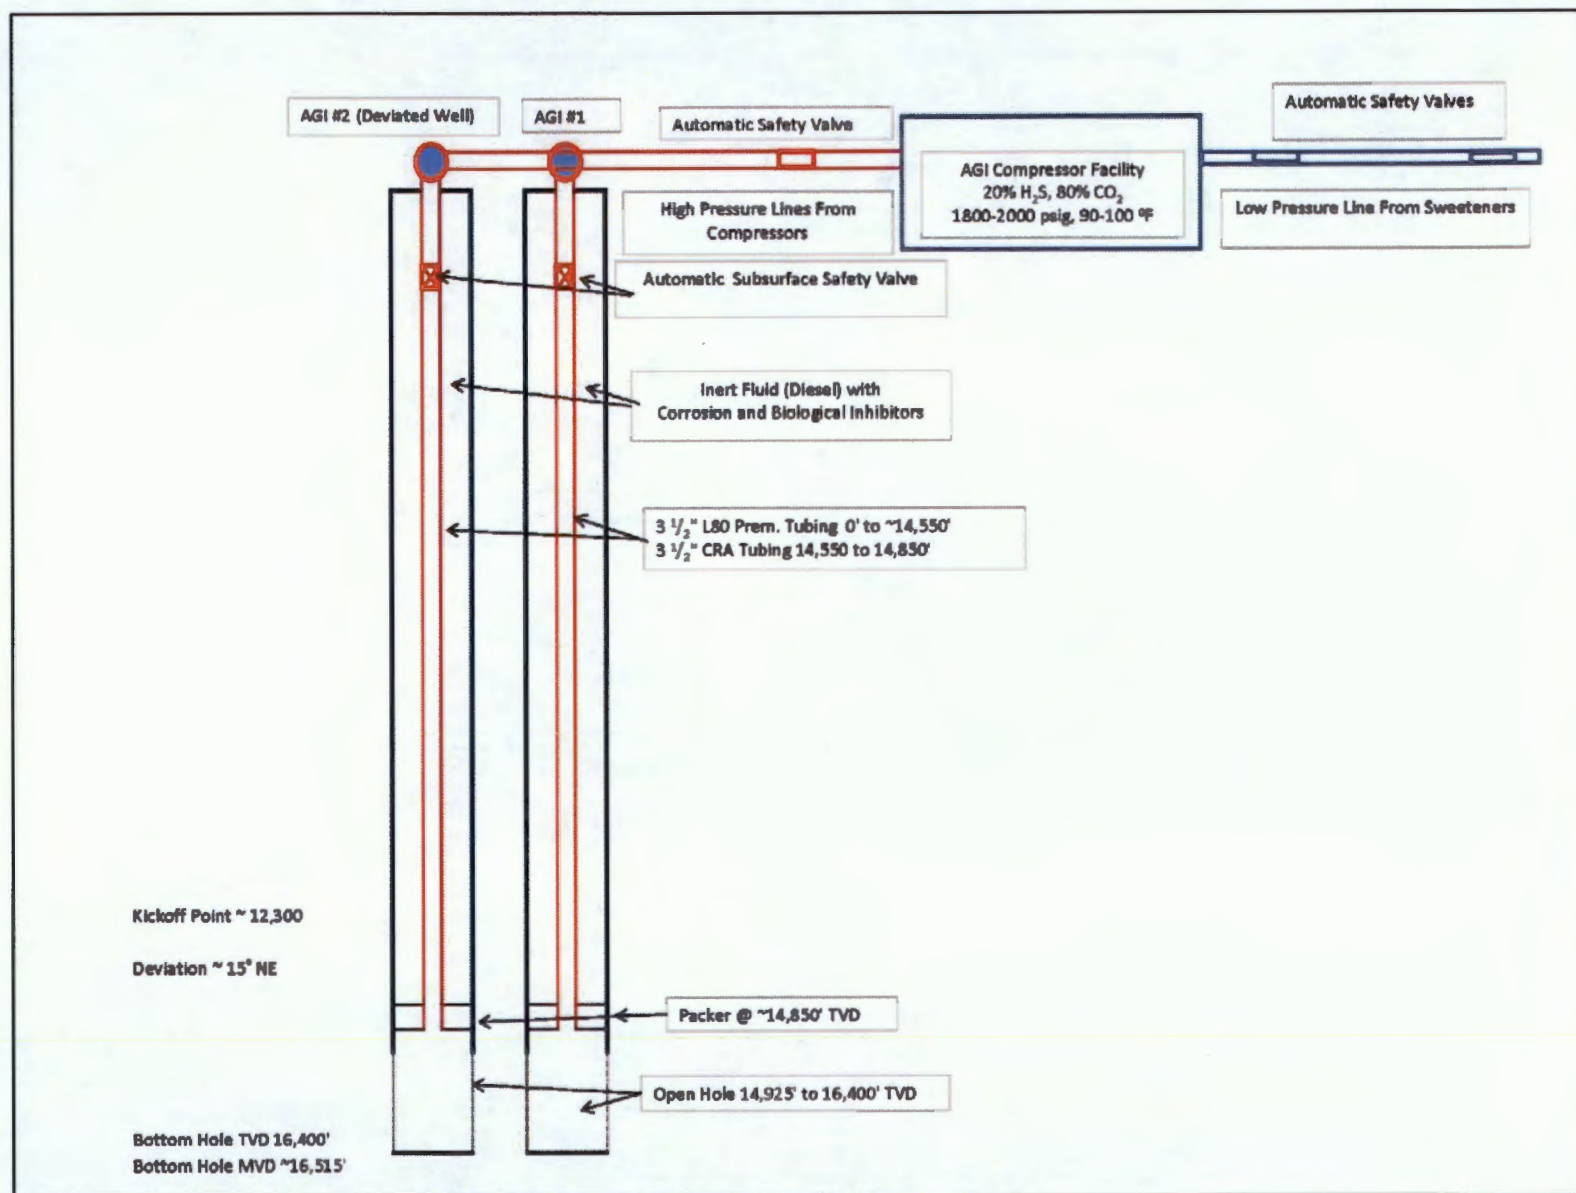 AGI #2 (Deviated Well)
AGI #1
Automatic Safety Valve
Automatic Safety Valves
AGI Compressor Facility
20% H₂S, 80% CO₂
1800-2000 psig, 90-100 ºF
High Pressure Lines From
Compressors
Low Pressure Line From Sweeteners
Automatic Subsurface Safety Valve
Inert Fluid (Diesel) with
Corrosion and Biological Inhibitors
3 1/2" L80 Prem. Tubing 0' to ~14,550'
3 1/2" CRA Tubing 14,550 to 14,850'
Kickoff Point ~ 12,300
Deviation ~ 15° NE
Packer @ ~14,850' TVD
Open Hole 14,925' to 16,400' TVD
Bottom Hole TVD 16,400'
Bottom Hole MVD ~16,515'